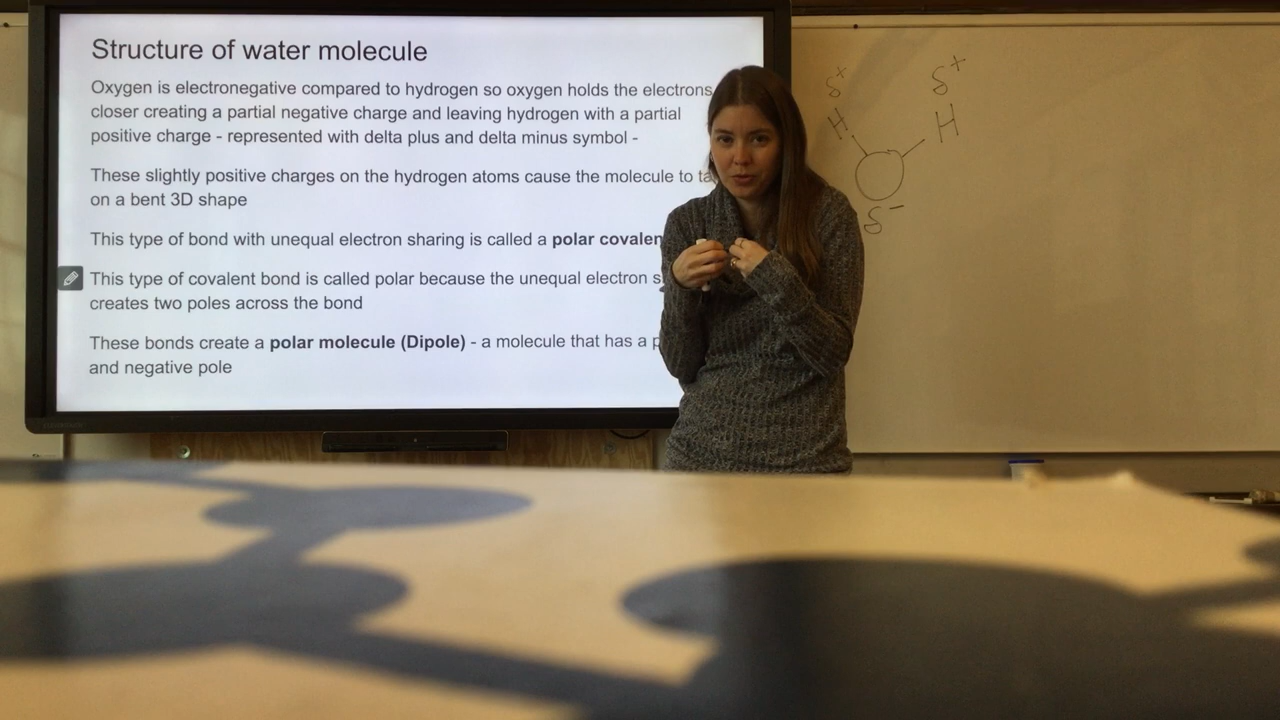 Structure of water molecule
Oxygen is electronegative compared to hydrogen so oxygen holds the electrons
closer creating a partial negative charge and leaving hydrogen with a partial
positive charge - represented with delta plus and delta minus symbol -
These slightly positive charges on the hydrogen atoms cause the molecule to
on a bent 3D shape
This type of bond with unequal electron sharing is called a polar
This type of covalent bond is called polar because the unequal electron
creates two poles across the bond
These bonds create a polar molecule (Dipole) - a molecule that has a
and negative pole
δ+ δ+
H H
δ-